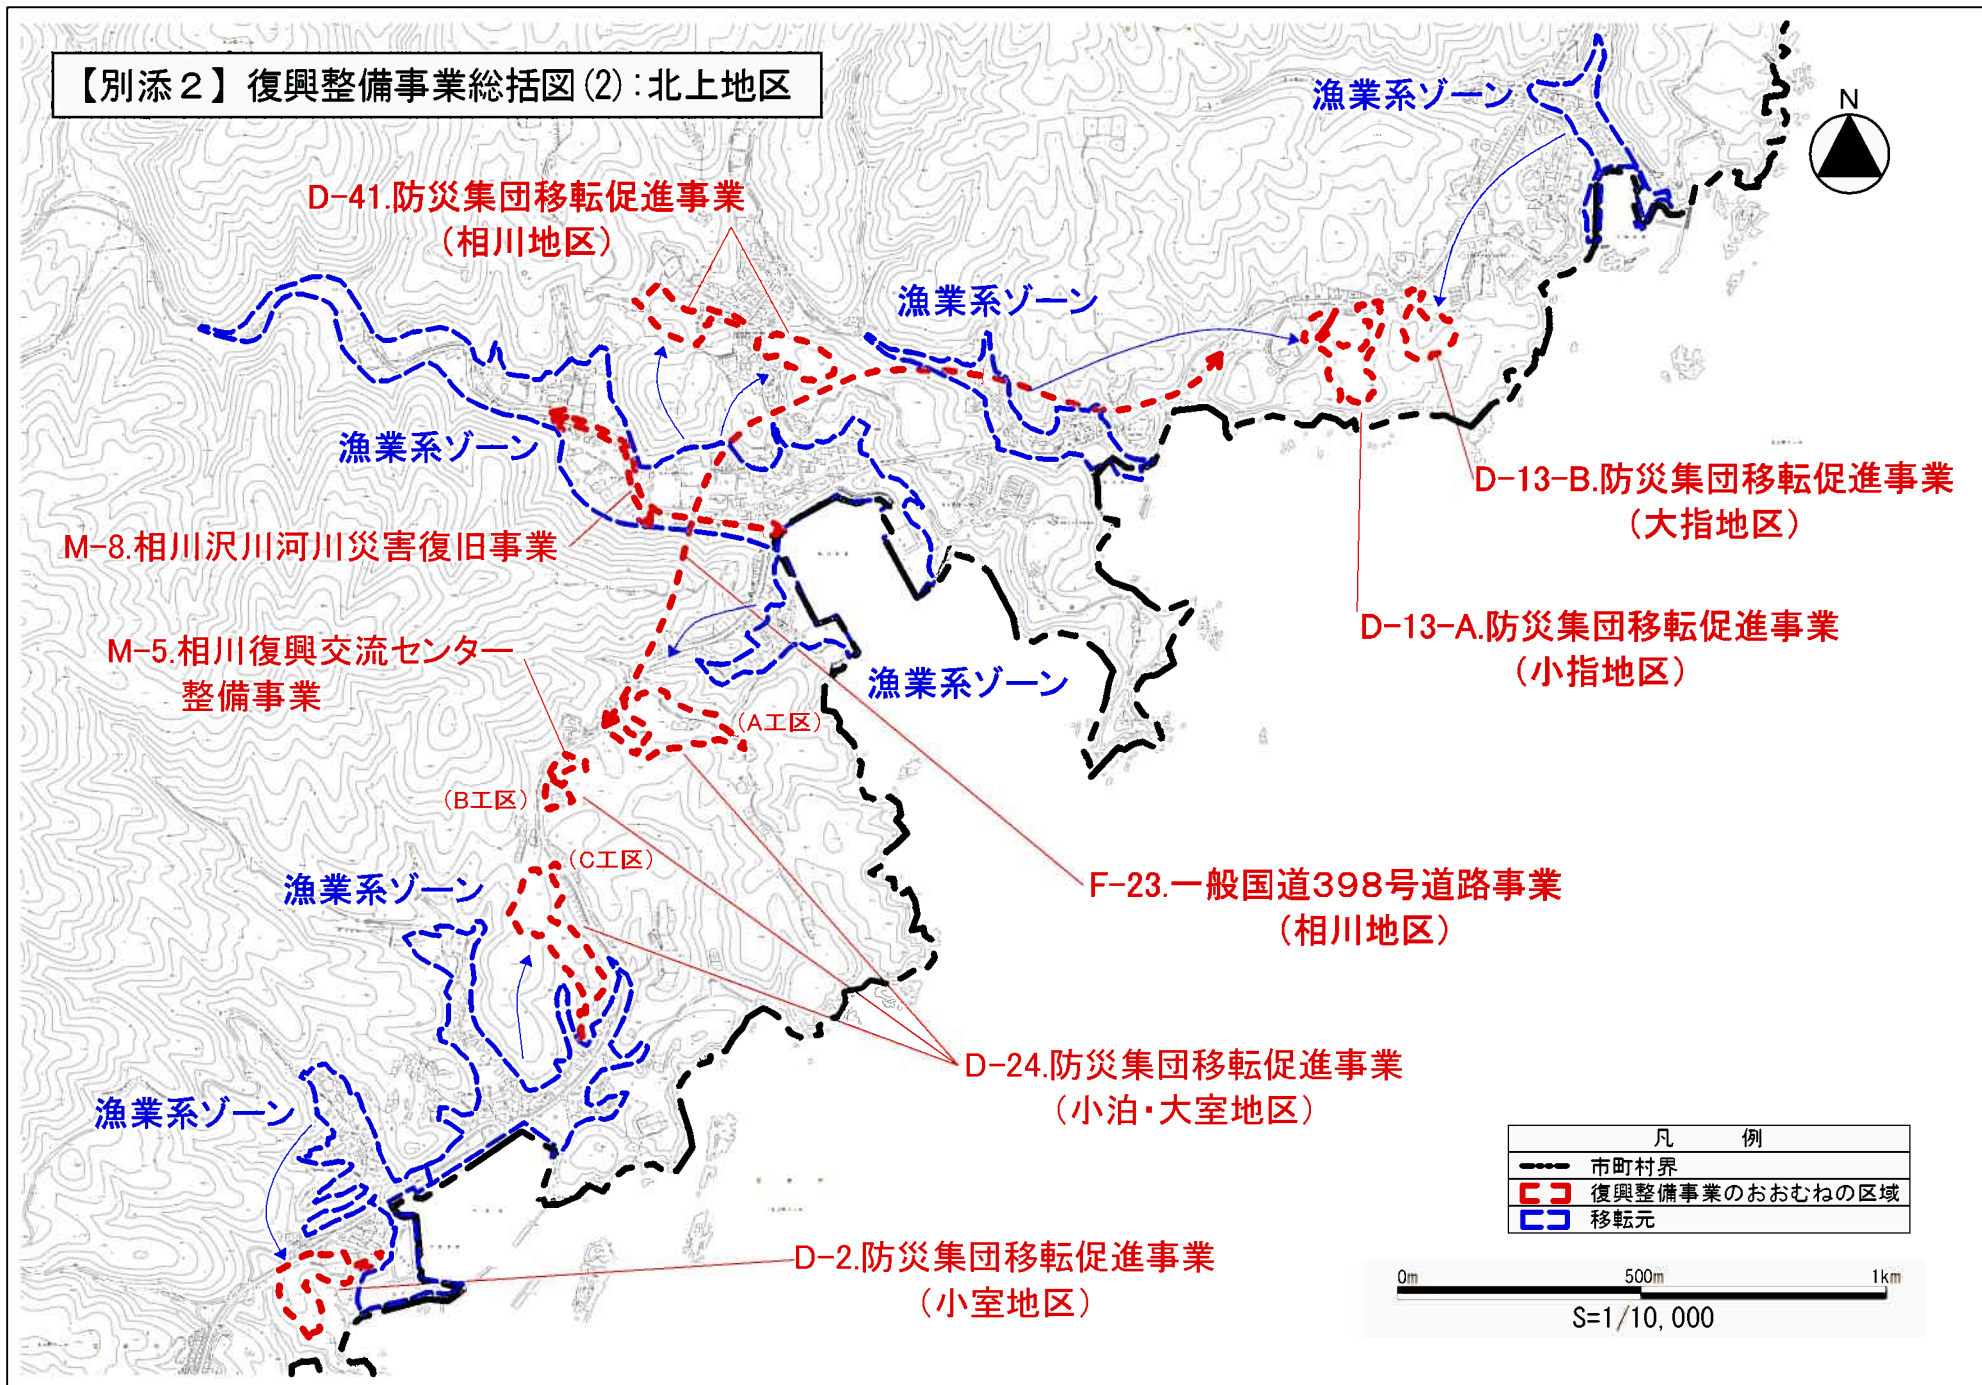 【別添２】復興整備事業総括図(2):北上地区
漁業系ゾーン
N
D-41.防災集団移転促進事業
（相川地区）
漁業系ゾーン
漁業系ゾーン
D-13-B.防災集団移転促進事業
（大指地区）
M-8.相川沢川河川災害復旧事業
D-13-A.防災集団移転促進事業
（小指地区）
M-5.相川復興交流センター
整備事業
漁業系ゾーン
（A工区）
（B工区）
（C工区）
漁業系ゾーン
F-23.一般国道398号道路事業
（相川地区）
D-24.防災集団移転促進事業
（小泊・大室地区）
漁業系ゾーン
D-2.防災集団移転促進事業
（小室地区）
凡　例
市町村界
復興整備事業のおおむねの区域
移転元
0m 500m 1km
S=1/10,000